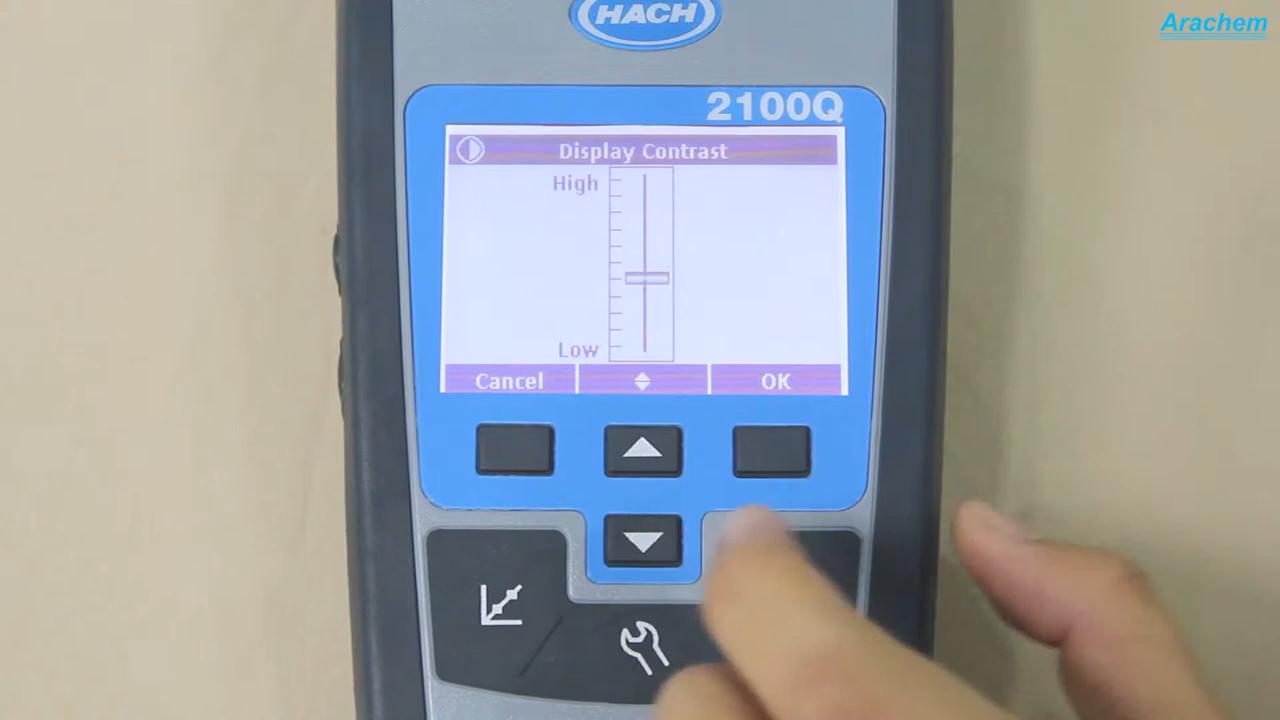 Arachem
HACH
2100Q
Display Contrast
High
Low
Cancel
OK